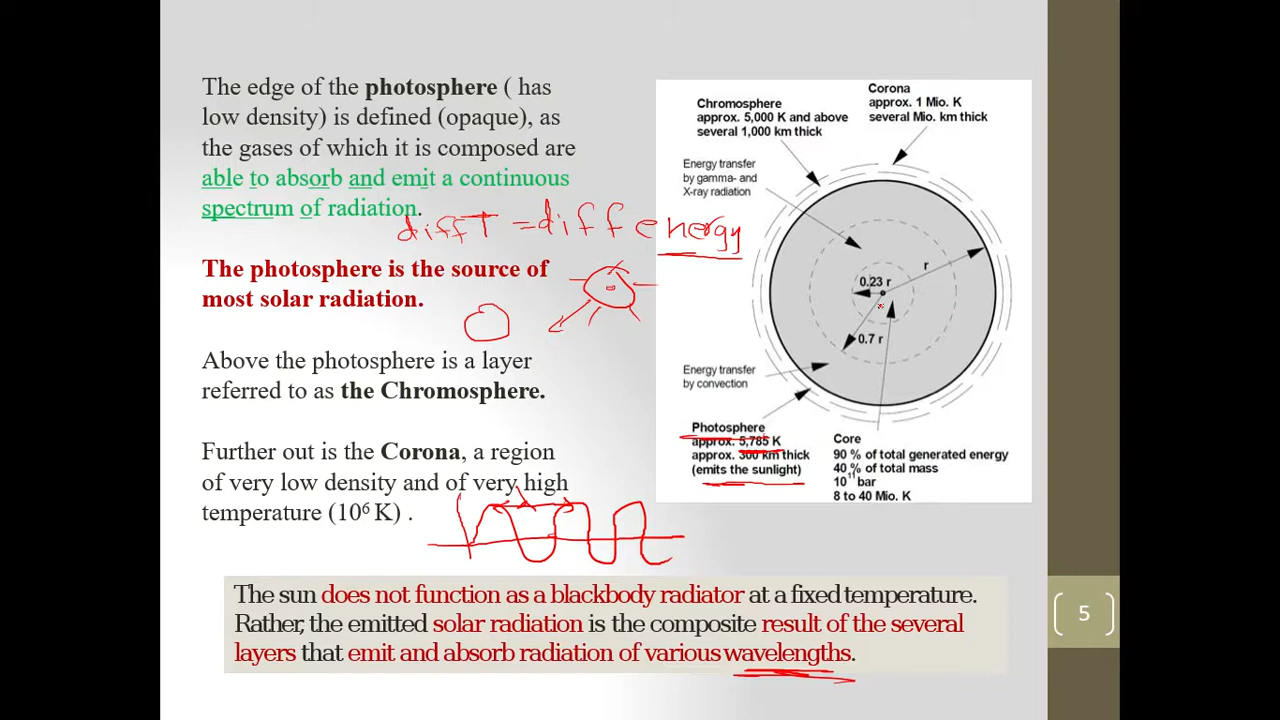 The edge of the photosphere ( has
low density) is defined (opaque), as
the gases of which it is composed are
able to absorb and emit a continuous
spectrum of radiation.
diff T = diff energy
The photosphere is the source of
most solar radiation.
Above the photosphere is a layer
referred to as the Chromosphere.
Further out is the Corona, a region
of very low density and of very high
temperature (10⁶ K) .
Corona
approx. 1 Mio. K
several Mio. km thick
Chromosphere
approx. 5,000 K and above
several 1,000 km thick
Energy transfer
by gamma- and
X-ray radiation
r
0.23 r
0.7 r
Energy transfer
by convection
Photosphere
approx. 5,785 K
approx. 300 km thick
(emits the sunlight)
Core
90 % of total generated energy
40 % of total mass
10¹¹ bar
8 to 40 Mio. K
λ
The sun does not function as a blackbody radiator at a fixed temperature.
Rather, the emitted solar radiation is the composite result of the several
layers that emit and absorb radiation of various wavelengths.
5